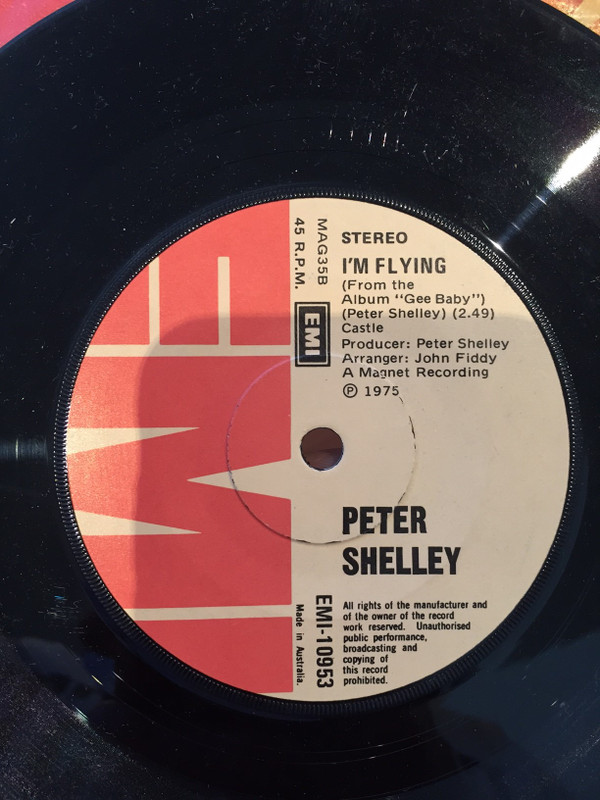 EMI
MAG35B
45 R.P.M.
EMI
STEREO
I'M FLYING
(From the
Album "Gee Baby")
(Peter Shelley) (2.49)
Castle
Producer: Peter Shelley
Arranger: John Fiddy
A Magnet Recording
℗ 1975
PETER
SHELLEY
EMI-10953
Made in Australia.
All rights of the manufacturer and
of the owner of the record
work reserved. Unauthorised
public performance,
broadcasting and
copying of
this record
prohibited.